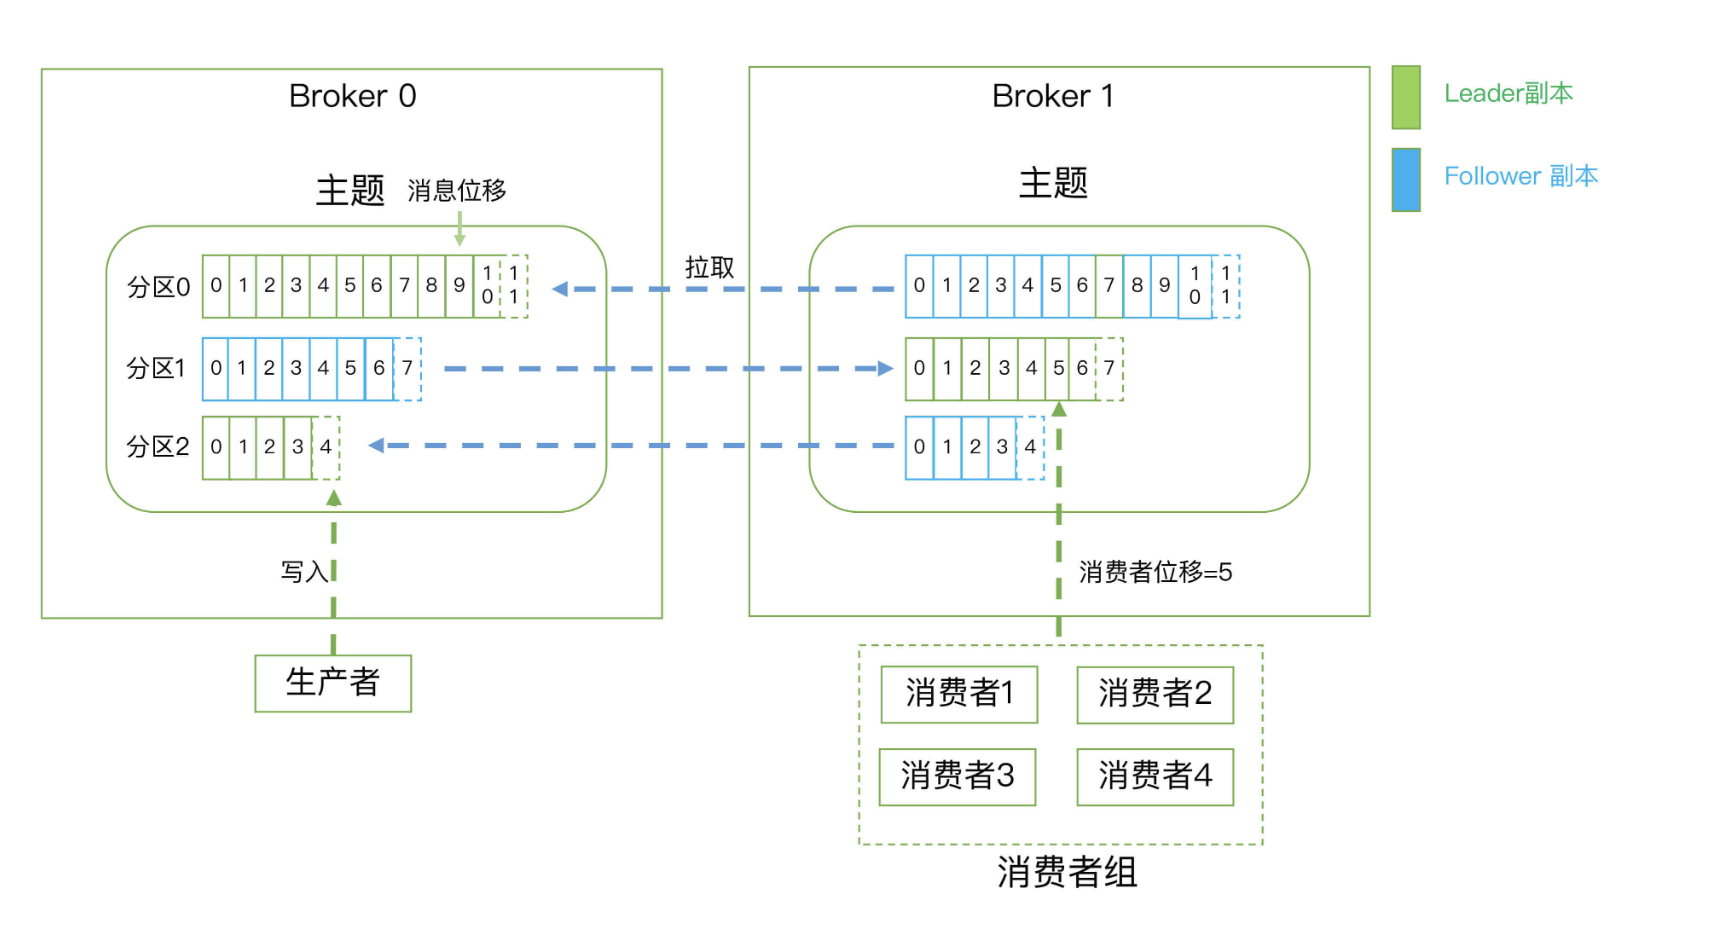 Broker 0
主题 消息位移
分区0 0 1 2 3 4 5 6 7 8 9 10 11
分区1 0 1 2 3 4 5 6 7
分区2 0 1 2 3 4
写入
生产者
拉取
Broker 1
主题
0 1 2 3 4 5 6 7 8 9 10 11
0 1 2 3 4 5 6 7
0 1 2 3 4
消费者位移=5
消费者1 消费者2
消费者3 消费者4
消费者组
Leader副本
Follower 副本